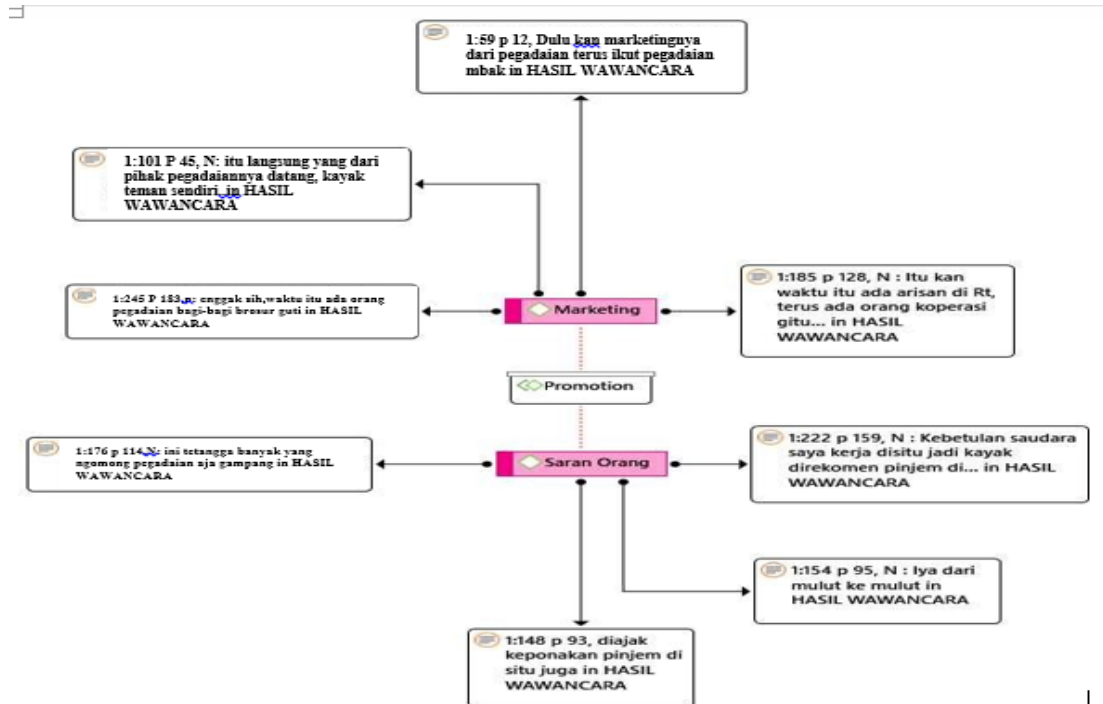 1:59 p 12, Dulu kan marketingnya
dari pegadaian terus ikut pegadaian
mbak in HASIL WAWANCARA
1:101 P 45, N: itu langsung yang dari
pihak pegadaiannya datang, kayak
teman sendiri, in HASIL
WAWANCARA
1:245 P 183,n: enggak sih,waktu itu ada orang
pegadaian bagi-bagi brosur guti in HASIL
WAWANCARA
Marketing
1:185 p 128, N : Itu kan
waktu itu ada arisan di Rt,
terus ada orang koperasi
gitu... in HASIL
WAWANCARA
Promotion
1:176 p 114,N: ini tetangga banyak yang
ngomong pegadaian aja gampang in HASIL
WAWANCARA
Saran Orang
1:222 p 159, N : Kebetulan saudara
saya kerja disitu jadi kayak
direkomen pinjem di... in HASIL
WAWANCARA
1:154 p 95, N : Iya dari
mulut ke mulut in
HASIL WAWANCARA
1:148 p 93, diajak
keponakan pinjem di
situ juga in HASIL
WAWANCARA